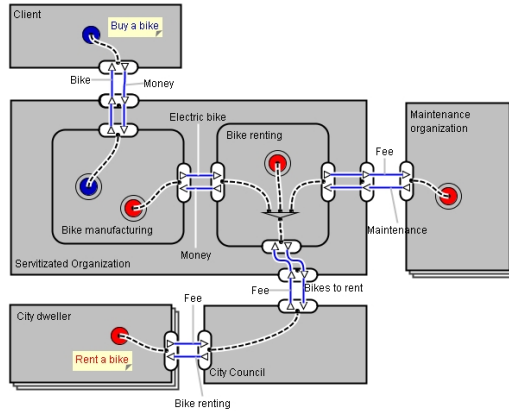 Client
Buy a bike
Bike
Money
Electric bike
Bike renting
Maintenance
organization
Fee
Bike manufacturing
Maintenance
Money
Servitizated Organization
Fee
Bikes to rent
City dweller
Fee
Rent a bike
City Council
Bike renting